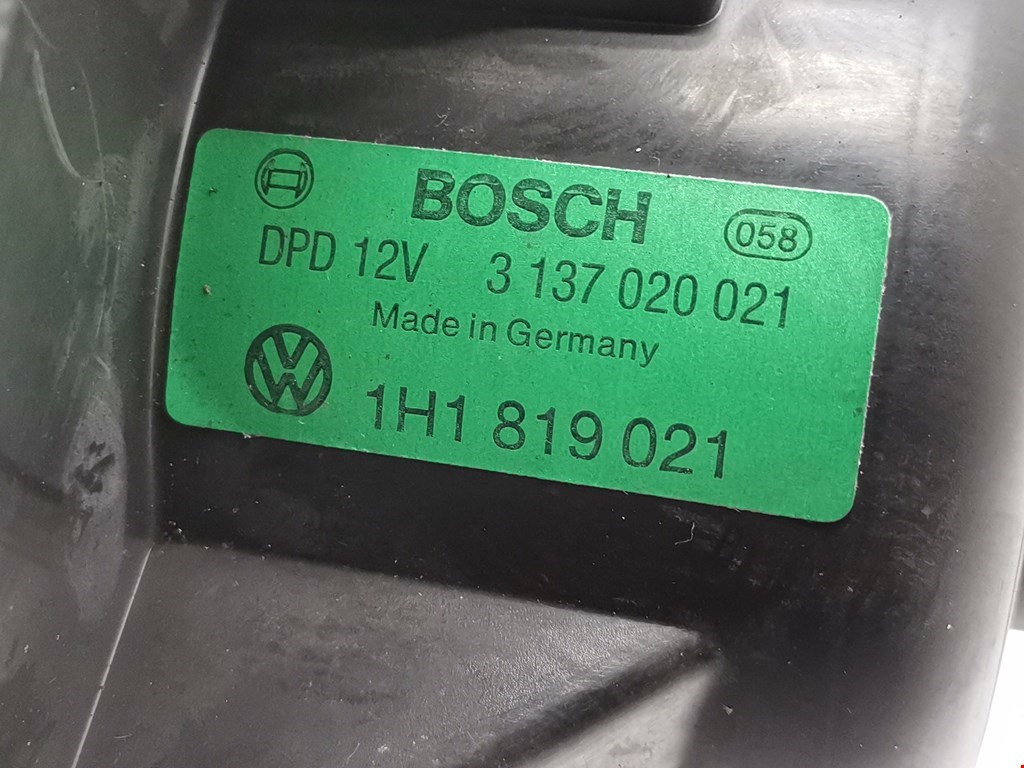 BOSCH 058
DPD 12V 3 137 020 021
Made in Germany
1H1 819 021